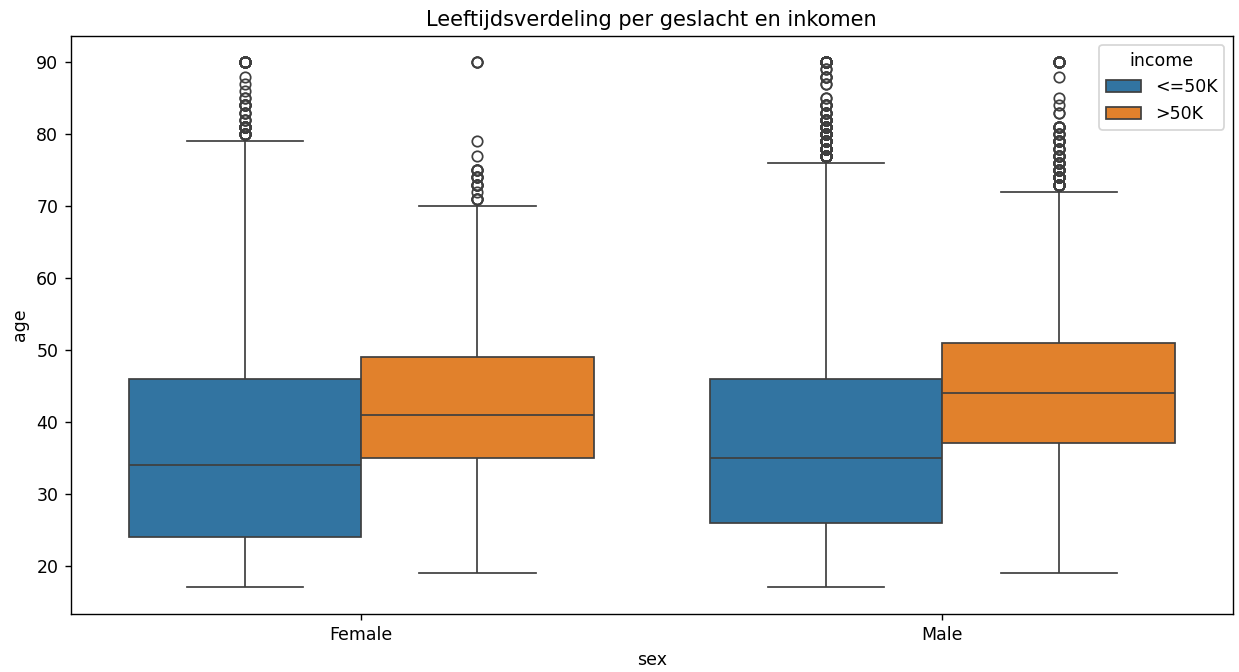 Leeftijdsverdeling per geslacht en inkomen
income
<=50K
>50K
90
80
70
60
50
40
30
20
age
Female
Male
sex